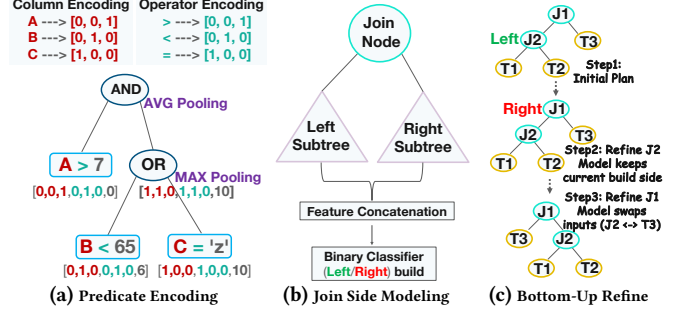 Column Encoding
A ---> [0, 0, 1]
B ---> [0, 1, 0]
C ---> [1, 0, 0]
Operator Encoding
> ---> [0, 0, 1]
< ---> [0, 1, 0]
= ---> [1, 0, 0]
AND
AVG Pooling
A > 7
[0,0,1,0,1,0,0]
OR
MAX Pooling
[1,1,0,1,1,0,10]
B < 65
[0,1,0,0,1,0,6]
C = 'z'
[1,0,0,1,0,0,10]
(a) Predicate Encoding
Join
Node
Left
Subtree
Right
Subtree
Feature Concatenation
Binary Classifier
(Left/Right) build
(b) Join Side Modeling
J1
Left
J2
T3
T1
T2
Step1:
Initial Plan
Right
J1
J2
T3
T1
T2
Step2: Refine J2
Model keeps
current build side
Step3: Refine J1
Model swaps
inputs (J2 <-> T3)
J1
T3
J2
T1
T2
(c) Bottom-Up Refine